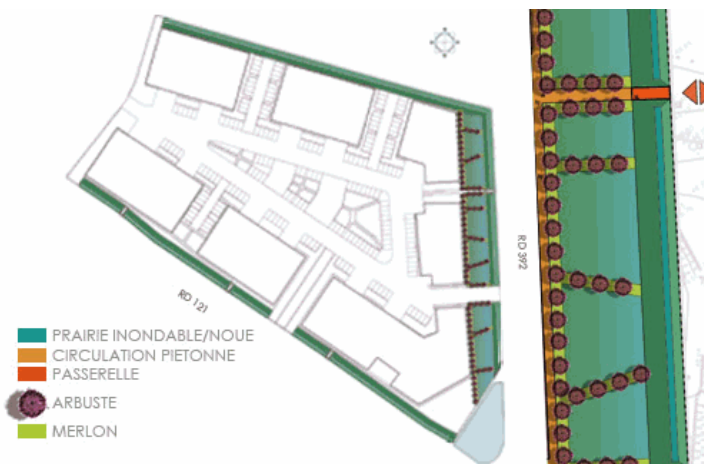 RD 392
RD 121
PRAIRIE INONDABLE/NOUE
CIRCULATION PIETONNE
PASSERELLE
ARBUSTE
MERLON